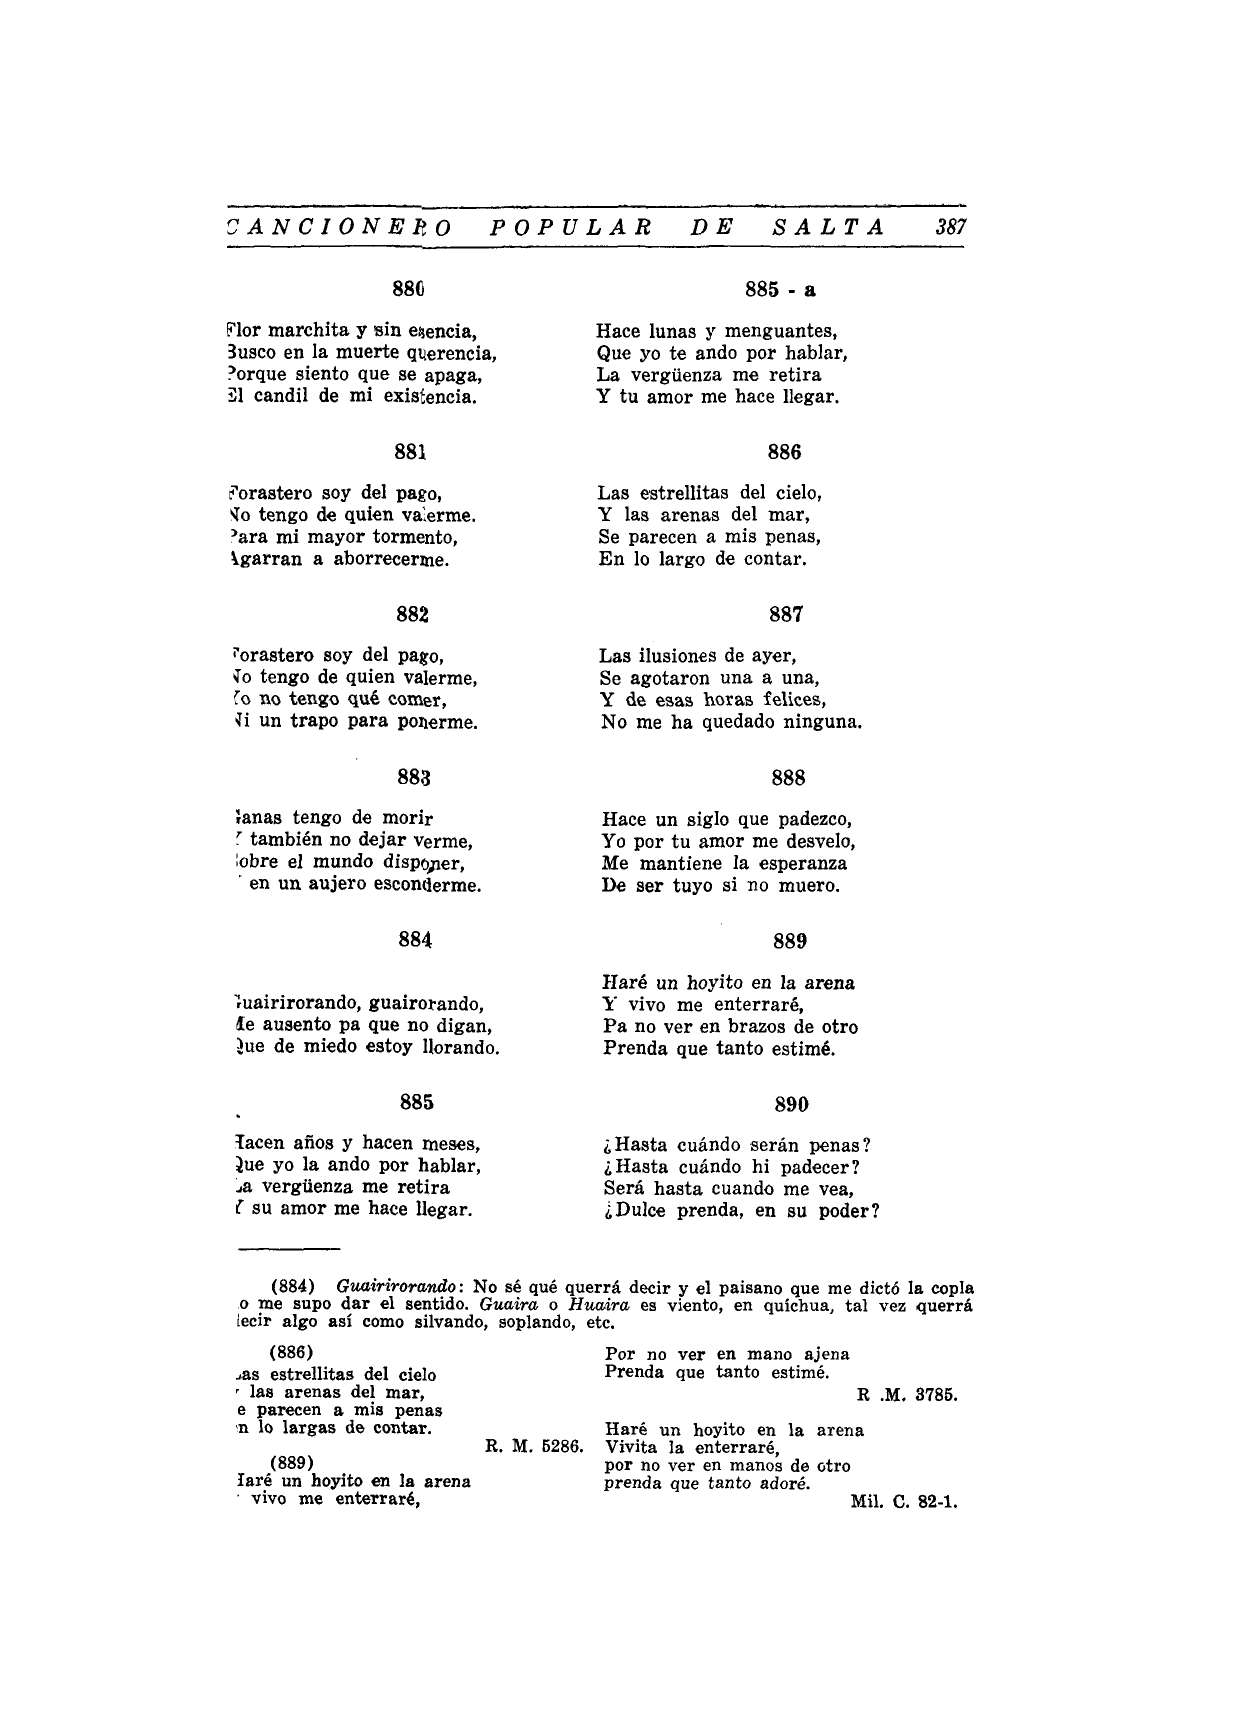 CANCIONERO POPULAR DE SALTA 387
880
Flor marchita y sin esencia,
Busco en la muerte querencia,
Porque siento que se apaga,
El candil de mi existencia.
881
Forastero soy del pago,
No tengo de quien valerme.
Para mi mayor tormento,
Agarran a aborrecerme.
882
Forastero soy del pago,
No tengo de quien valerme,
Yo no tengo qué comer,
Ni un trapo para ponerme.
883
Ganas tengo de morir
Y también no dejar verme,
Sobre el mundo disponer,
en un aujero esconderme.
884
Guairirorando, guairorando,
Me ausento pa que no digan,
Que de miedo estoy llorando.
885
Hacen años y hacen meses,
Que yo la ando por hablar,
La vergüenza me retira
Y su amor me hace llegar.
885 - a
Hace lunas y menguantes,
Que yo te ando por hablar,
La vergüenza me retira
Y tu amor me hace llegar.
886
Las estrellitas del cielo,
Y las arenas del mar,
Se parecen a mis penas,
En lo largo de contar.
887
Las ilusiones de ayer,
Se agotaron una a una,
Y de esas horas felices,
No me ha quedado ninguna.
888
Hace un siglo que padezco,
Yo por tu amor me desvelo,
Me mantiene la esperanza
De ser tuyo si no muero.
889
Haré un hoyito en la arena
Y vivo me enterraré,
Pa no ver en brazos de otro
Prenda que tanto estimé.
890
¿Hasta cuándo serán penas?
¿Hasta cuándo hi padecer?
Será hasta cuando me vea,
¿Dulce prenda, en su poder?
(884) Guairirorando: No sé qué querrá decir y el paisano que me dictó la copla
o me supo dar el sentido. Guaira o Huaira es viento, en quíchua, tal vez querrá
decir algo así como silvando, soplando, etc.
(886)
Las estrellitas del cielo
las arenas del mar,
e parecen a mis penas
n lo largas de contar.
R. M. 5286.
(889)
Haré un hoyito en la arena
vivo me enterraré,
Por no ver en mano ajena
Prenda que tanto estimé.
R .M. 3785.
Haré un hoyito en la arena
Vivita la enterraré,
por no ver en manos de otro
prenda que tanto adoré.
Mil. C. 82-1.